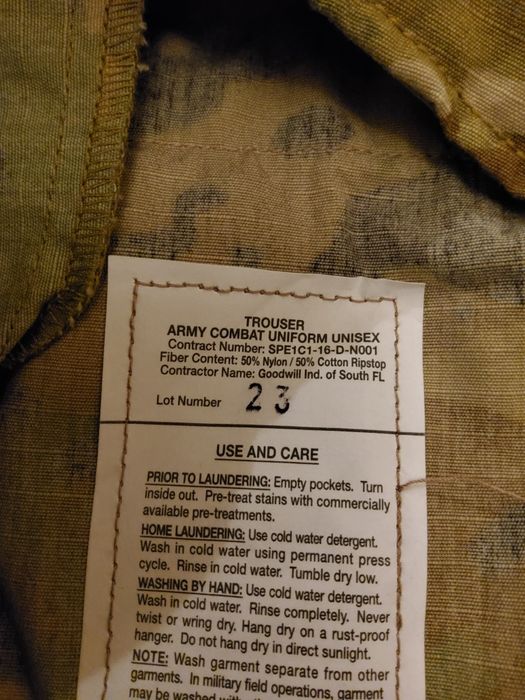 TROUSER
ARMY COMBAT UNIFORM UNISEX
Contract Number: SPE1C1-16-D-N001
Fiber Content: 50% Nylon / 50% Cotton Ripstop
Contractor Name: Goodwill Ind. of South FL
Lot Number 23
USE AND CARE
PRIOR TO LAUNDERING: Empty pockets. Turn
inside out. Pre-treat stains with commercially
available pre-treatments.
HOME LAUNDERING: Use cold water detergent.
Wash in cold water using permanent press
cycle. Rinse in cold water. Tumble dry low.
WASHING BY HAND: Use cold water detergent.
Wash in cold water. Rinse completely. Never
twist or wring dry. Hang dry on a rust-proof
hanger. Do not hang dry in direct sunlight.
NOTE: Wash garment separate from other
garments. In military field operations, garment
may be washed